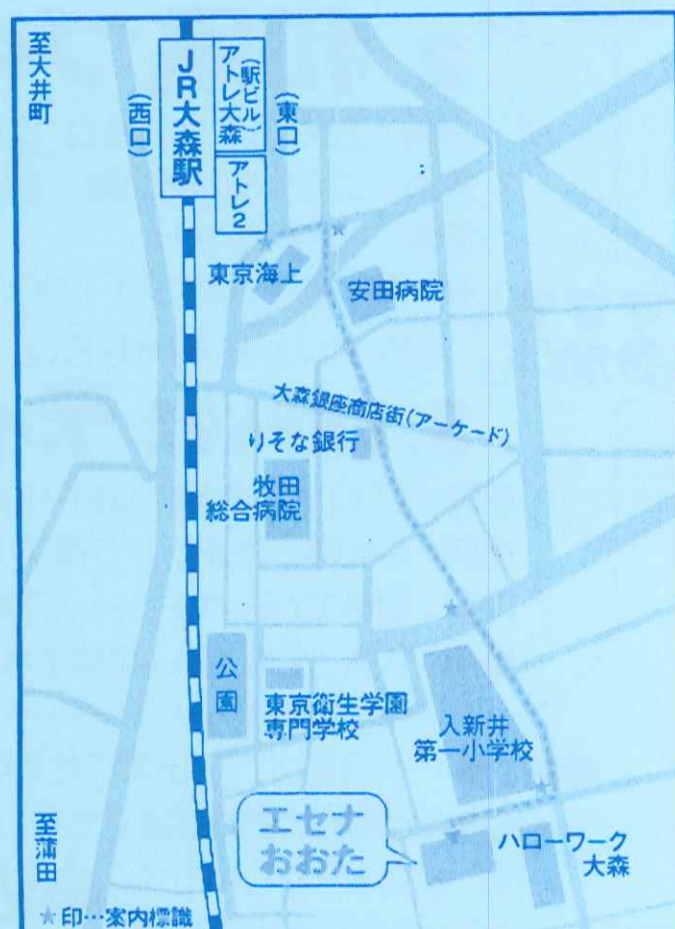 至大井町
(西口)
JR大森駅
アトレ大森
(駅ビル)
アトレ2
(東口)
東京海上
安田病院
大森銀座商店街(アーケード)
りそな銀行
牧田
総合病院
公園
東京衛生学園
専門学校
入新井
第一小学校
エセナ
おおた
ハローワーク
大森
至蒲田
★印…案内標識